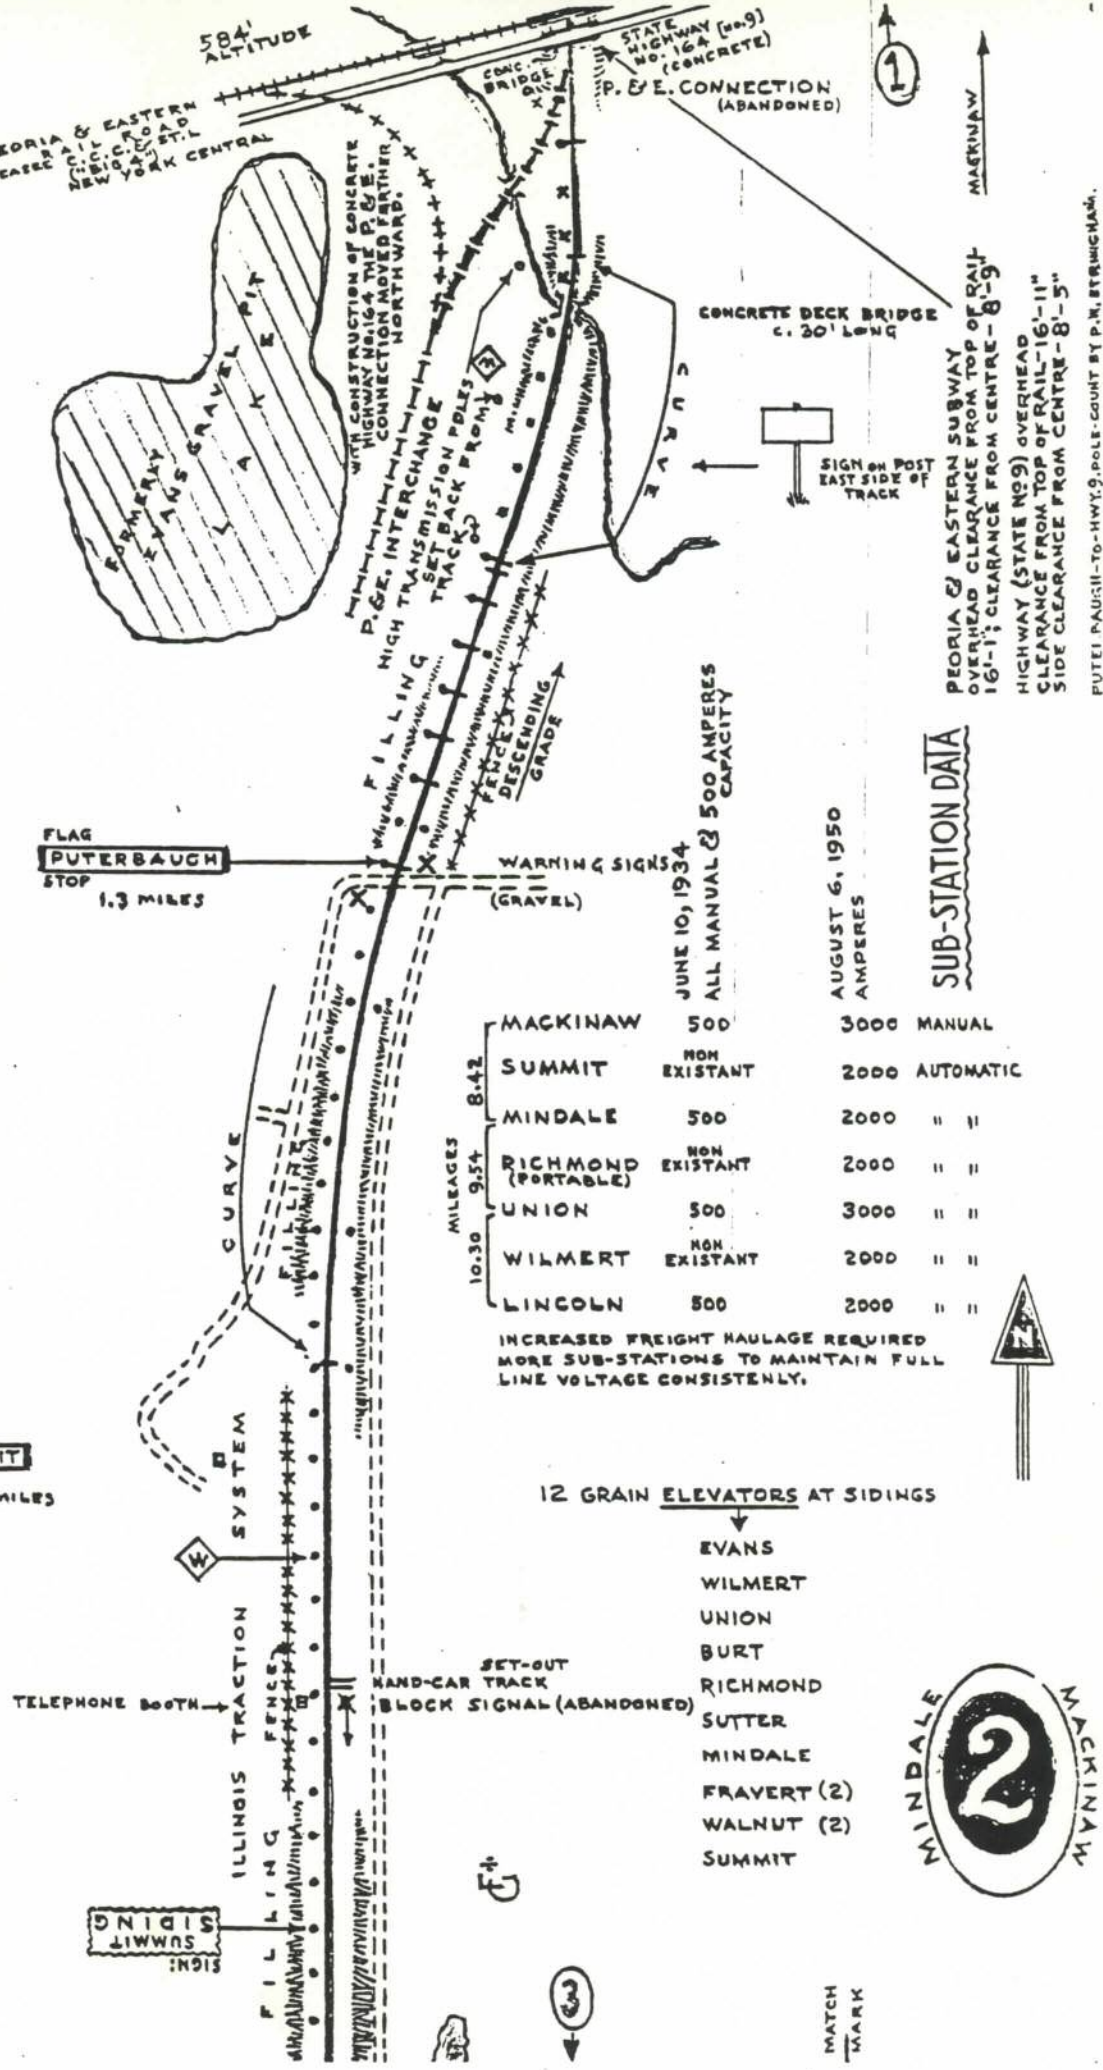 584'
ALTITUDE
STATE
HIGHWAY [NO.9]
NO. 164
(CONCRETE)
CONC.
BRIDGE
P. & E. CONNECTION
(ABANDONED)
1
MACKINAW
EORIA & EASTERN
RAIL ROAD
C.C.C. & ST.L
("BIG 4")
NEW YORK CENTRAL
WITH CONSTRUCTION OF CONCRETE
HIGHWAY NO.164 THE P. & E.
CONNECTION MOVED FURTHER
NORTHWARD.
FORMERLY
EVANS GRAVEL PIT
LAKE
P. & E. INTERCHANGE
HIGH TRANSMISSION POLES
SET BACK FROM
TRACK
CONCRETE DECK BRIDGE
C. 30' LONG
CURVE
SIGN ON POST
EAST SIDE OF
TRACK
PEORIA & EASTERN SUBWAY
OVERHEAD CLEARANCE FROM TOP OF RAIL
16'-1"; CLEARANCE FROM CENTRE - 8'-9"
HIGHWAY (STATE NO 9) OVERHEAD
CLEARANCE FROM TOP OF RAIL-16'-11"
SIDE CLEARANCE FROM CENTRE-8'-5"
FILLING
FENCE
DESCENDING
GRADE
FLAG
PUTERBAUGH
STOP
1.3 MILES
WARNING SIGNS
(GRAVEL)
CURVE
FILLING
SUB-STATION DATA
JUNE 10, 1934
ALL MANUAL & 500 AMPERES
CAPACITY
AUGUST 6, 1950
AMPERES
MILEAGES
8.42
9.54
10.30
MACKINAW 500 3000 MANUAL
SUMMIT NON EXISTANT 2000 AUTOMATIC
MINDALE 500 2000 " "
RICHMOND (PORTABLE) NON EXISTANT 2000 " "
UNION 500 3000 " "
WILMERT NON EXISTANT 2000 " "
LINCOLN 500 2000 " "
INCREASED FREIGHT HAULAGE REQUIRED
MORE SUB-STATIONS TO MAINTAIN FULL
LINE VOLTAGE CONSISTENLY.
N
IT
MILES
W
ILLINOIS TRACTION SYSTEM
FENCE
TELEPHONE BOOTH
SET-OUT
HAND-CAR TRACK
BLOCK SIGNAL (ABANDONED)
FILLING
SIGN:
SUMMIT
SIDING
12 GRAIN ELEVATORS AT SIDINGS
EVANS
WILMERT
UNION
BURT
RICHMOND
SUTTER
MINDALE
FRAVERT (2)
WALNUT (2)
SUMMIT
MINDALE
2
MACKINAW
3
MATCH
MARK